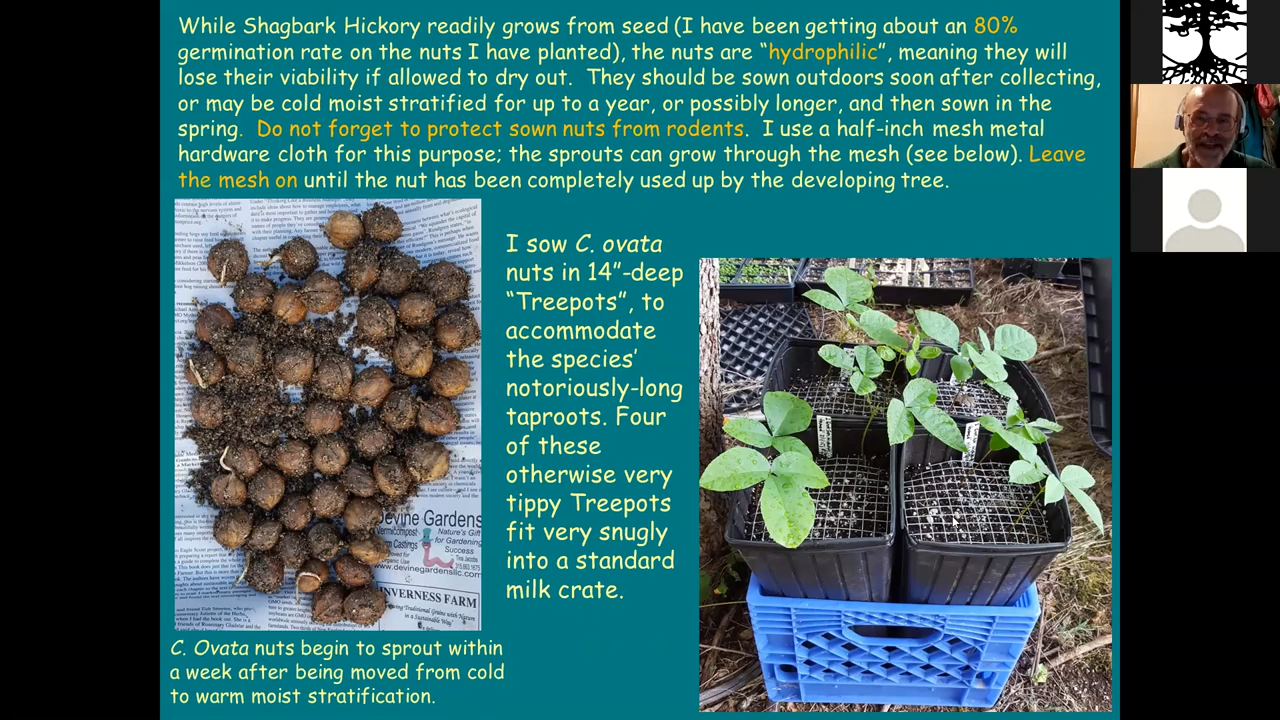 While Shagbark Hickory readily grows from seed (I have been getting about an 80%
germination rate on the nuts I have planted), the nuts are “hydrophilic”, meaning they will
lose their viability if allowed to dry out. They should be sown outdoors soon after collecting,
or may be cold moist stratified for up to a year, or possibly longer, and then sown in the
spring. Do not forget to protect sown nuts from rodents. I use a half-inch mesh metal
hardware cloth for this purpose; the sprouts can grow through the mesh (see below). Leave
the mesh on until the nut has been completely used up by the developing tree.
I sow C. ovata
nuts in 14”-deep
“Treepots”, to
accommodate
the species’
notoriously-long
taproots. Four
of these
otherwise very
tippy Treepots
fit very snugly
into a standard
milk crate.
Devine Gardens
Nature's Gift
for Gardening
Success
www.devinegardensllc.com
INVERNESS FARM
C. Ovata nuts begin to sprout within
a week after being moved from cold
to warm moist stratification.